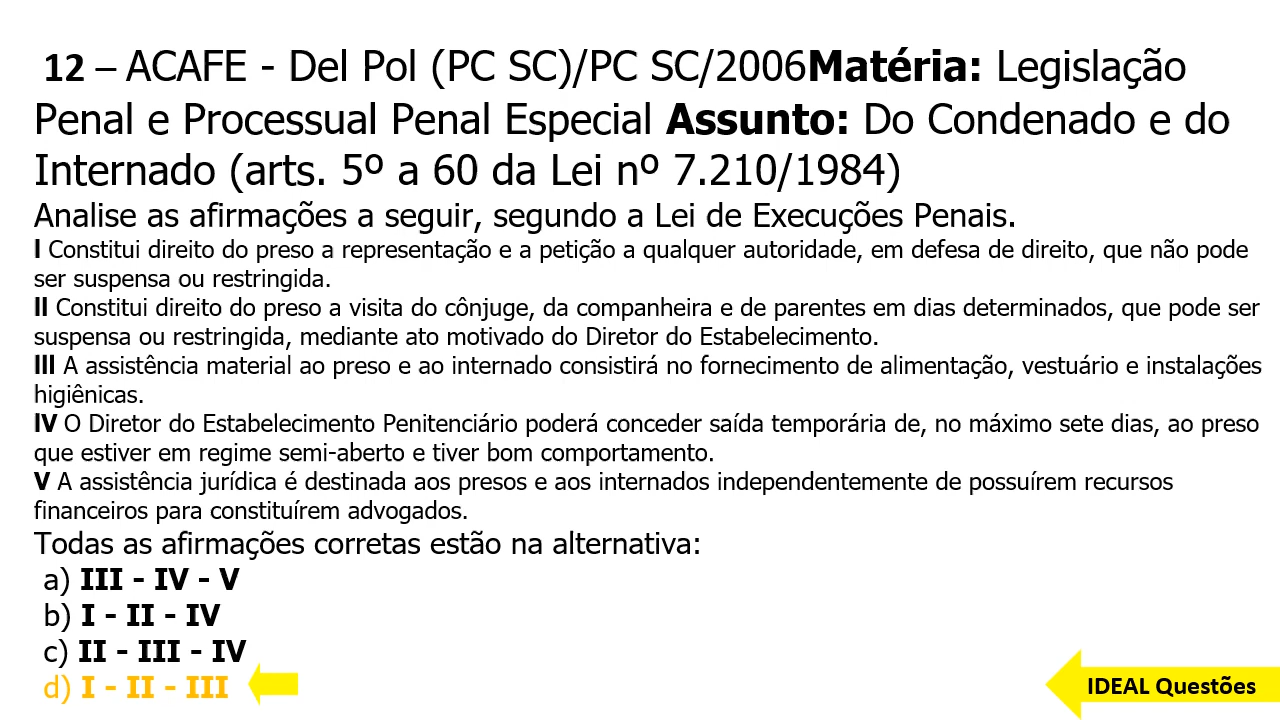 12 – ACAFE - Del Pol (PC SC)/PC SC/2006Matéria: Legislação
Penal e Processual Penal Especial Assunto: Do Condenado e do
Internado (arts. 5º a 60 da Lei nº 7.210/1984)
Analise as afirmações a seguir, segundo a Lei de Execuções Penais.
I Constitui direito do preso a representação e a petição a qualquer autoridade, em defesa de direito, que não pode
ser suspensa ou restringida.
II Constitui direito do preso a visita do cônjuge, da companheira e de parentes em dias determinados, que pode ser
suspensa ou restringida, mediante ato motivado do Diretor do Estabelecimento.
III A assistência material ao preso e ao internado consistirá no fornecimento de alimentação, vestuário e instalações
higiênicas.
IV O Diretor do Estabelecimento Penitenciário poderá conceder saída temporária de, no máximo sete dias, ao preso
que estiver em regime semi-aberto e tiver bom comportamento.
V A assistência jurídica é destinada aos presos e aos internados independentemente de possuírem recursos
financeiros para constituírem advogados.
Todas as afirmações corretas estão na alternativa:
a) III - IV - V
b) I - II - IV
c) II - III - IV
d) I - II - III
IDEAL Questões